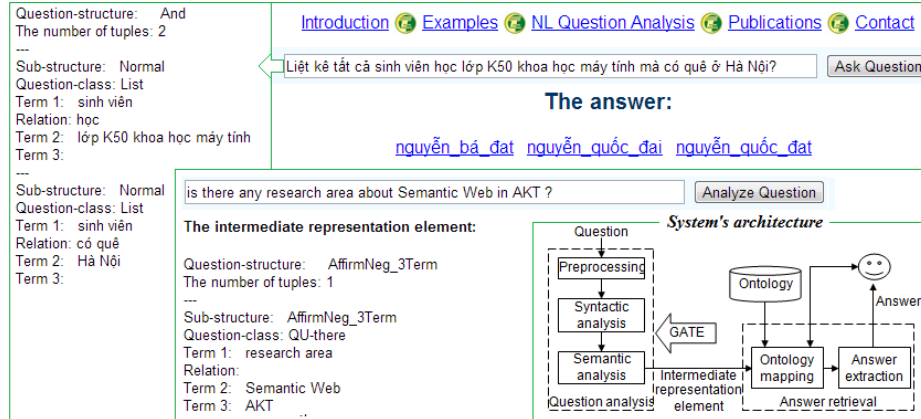 Question-structure: And
The number of tuples: 2
---
Sub-structure: Normal
Question-class: List
Term 1: sinh viên
Relation: học
Term 2: lớp K50 khoa học máy tính
Term 3:
---
Sub-structure: Normal
Question-class: List
Term 1: sinh viên
Relation: có quê
Term 2: Hà Nội
Term 3:
Introduction Examples NL Question Analysis Publications Contact
Liệt kê tất cả sinh viên học lớp K50 khoa học máy tính mà có quê ở Hà Nội? Ask Question
The answer:
nguyễn_bá_đat nguyễn_quốc_đai nguyễn_quốc_đat
is there any research area about Semantic Web in AKT ? Analyze Question
The intermediate representation element:
Question-structure: AffirmNeg_3Term
The number of tuples: 1
---
Sub-structure: AffirmNeg_3Term
Question-class: QU-there
Term 1: research area
Relation:
Term 2: Semantic Web
Term 3: AKT
System's architecture
Question
Preprocessing
Syntactic
analysis
Semantic
analysis
Question analysis
GATE
Intermediate
representation
element
Ontology
Ontology
mapping
Answer
extraction
Answer
Answer retrieval